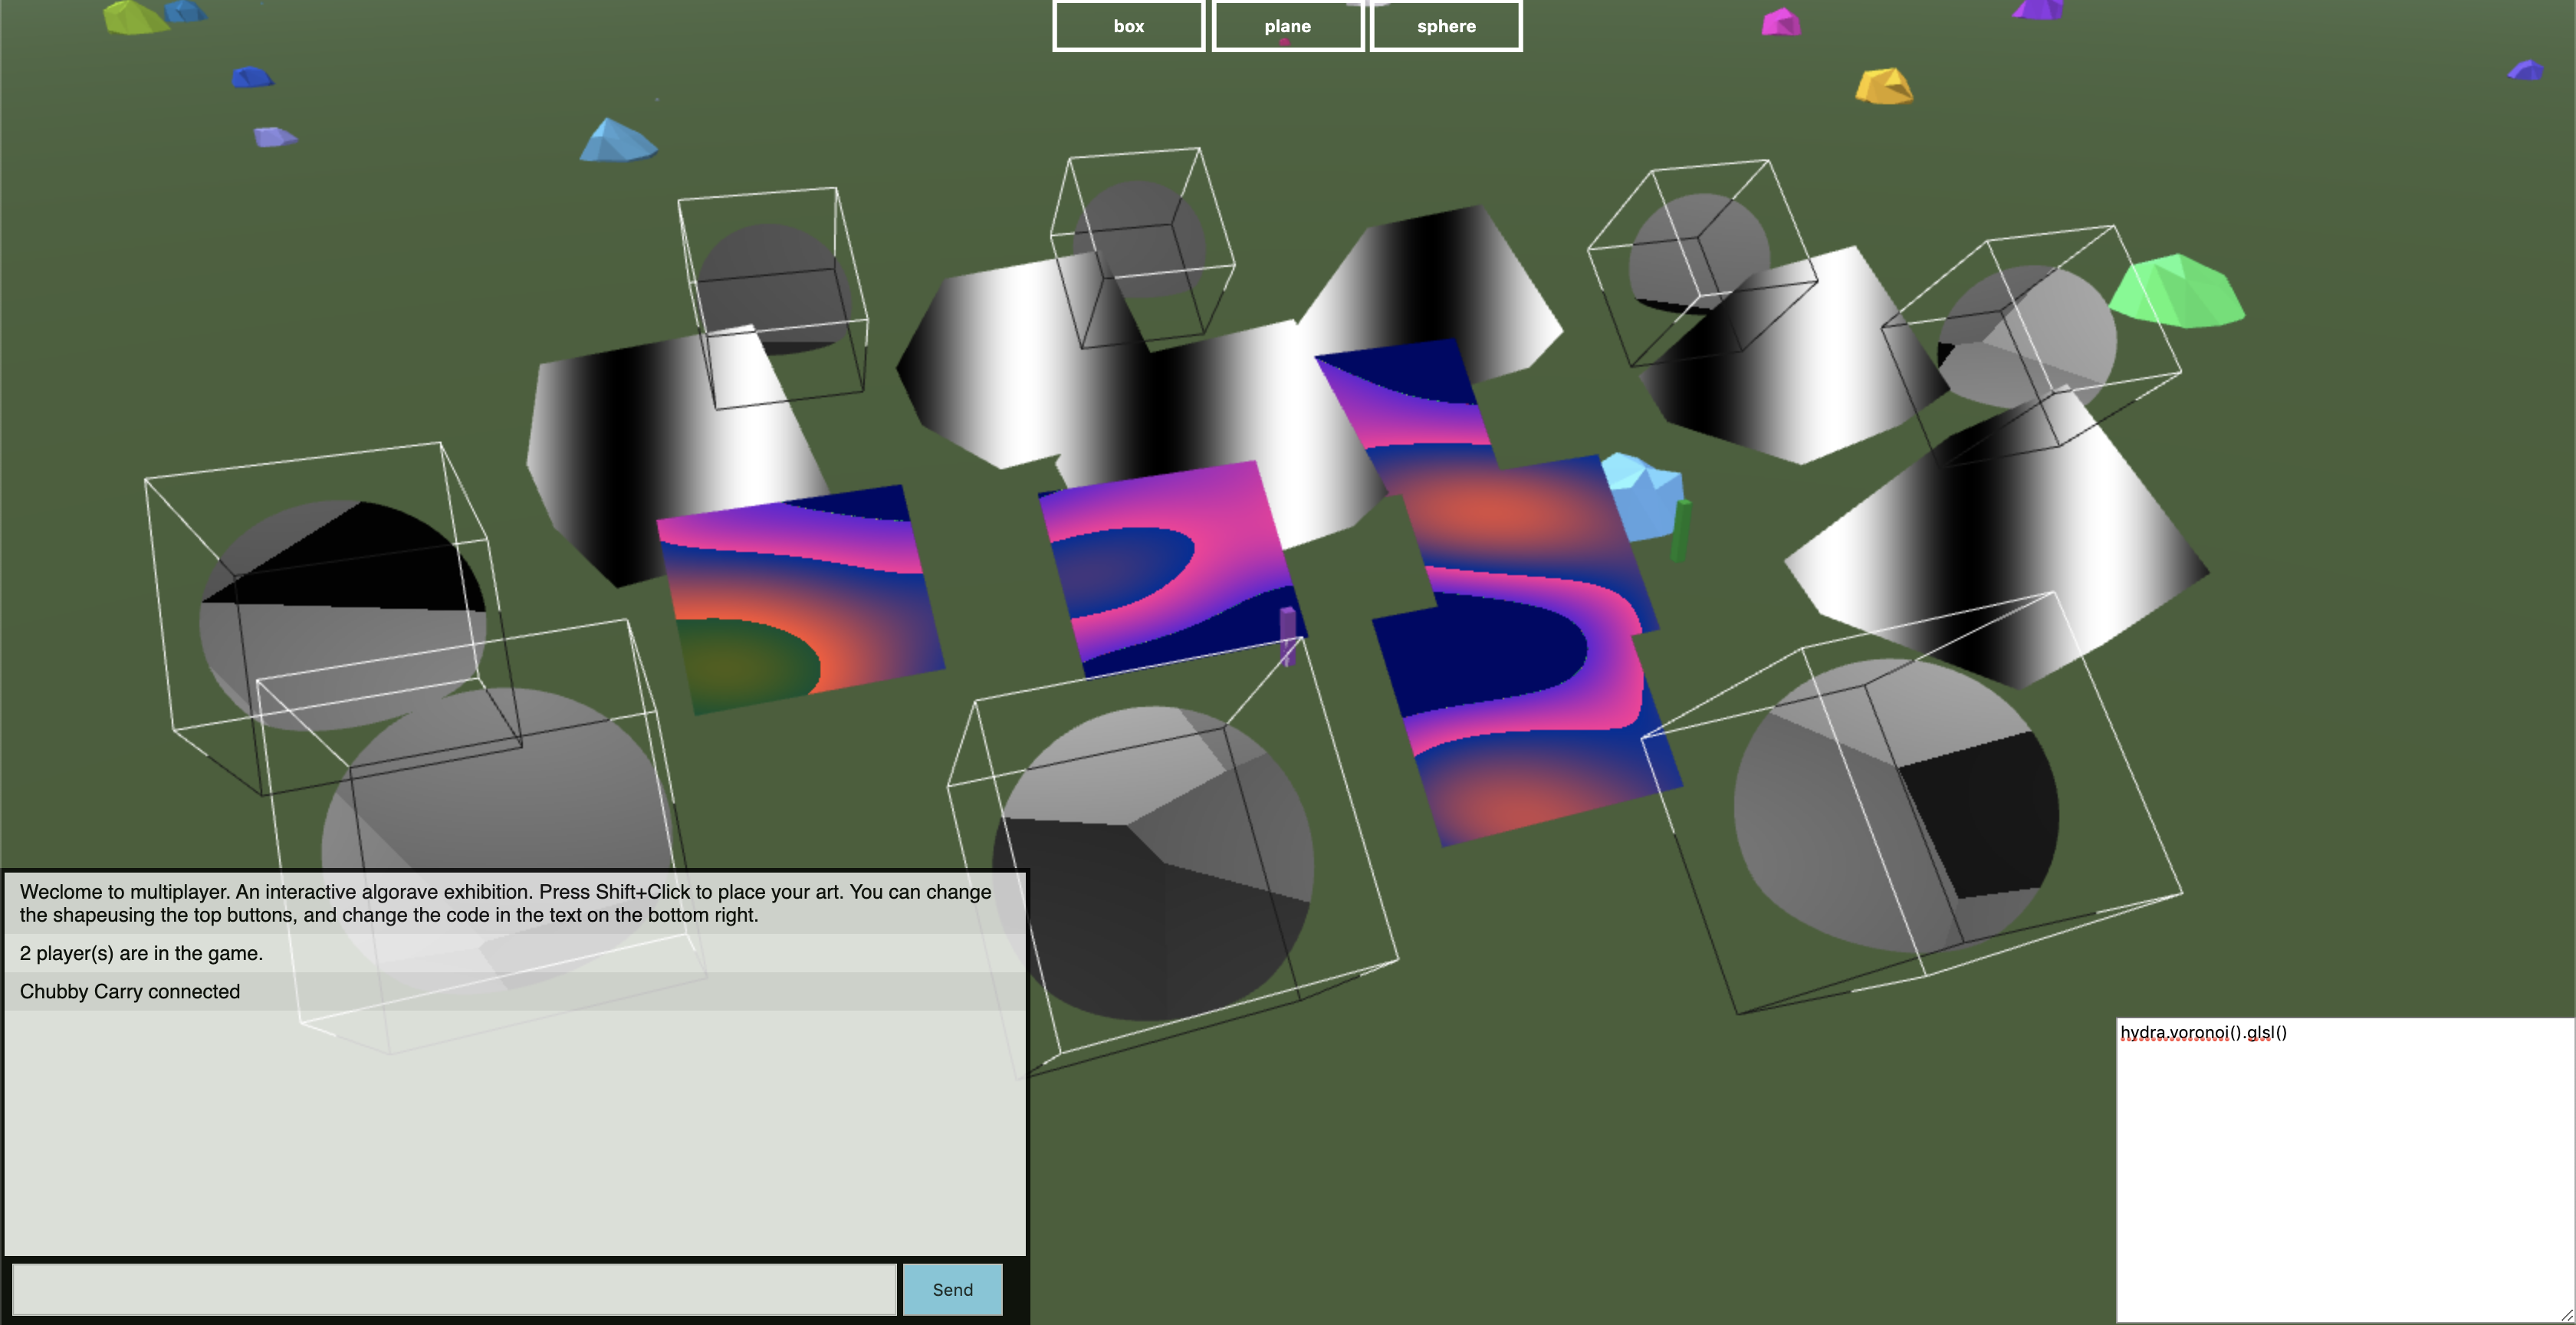 box
plane
sphere
Weclome to multiplayer. An interactive algorave exhibition. Press Shift+Click to place your art. You can change
the shapeusing the top buttons, and change the code in the text on the bottom right.
2 player(s) are in the game.
Chubby Carry connected
Send
hydra.voronoi().glsl()